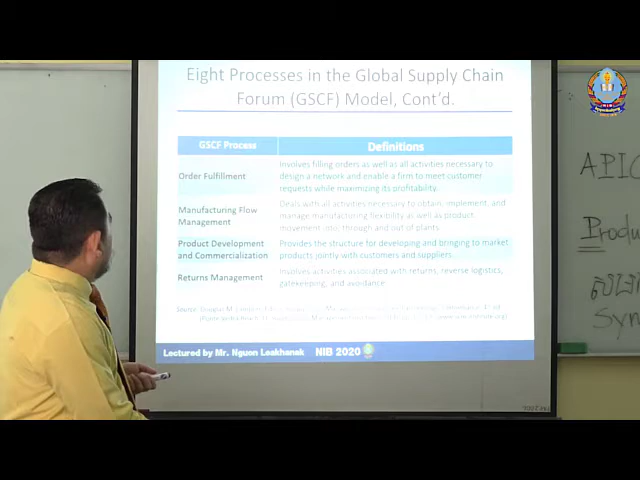 Eight Processes in the Global Supply Chain
Forum (GSCF) Model, Cont'd.
GSCF Process
Definitions
Order Fulfillment
Involves filling orders as well as all activities necessary to
design a network and enable a firm to meet customer
requests while maximizing its profitability.
Manufacturing Flow
Management
Deals with all activities necessary to obtain, implement, and
manage manufacturing flexibility as well as product
movement into, through and out of plants.
Product Development
and Commercialization
Provides the structure for developing and bringing to market
products jointly with customers and suppliers.
Returns Management
Involves activities associated with returns, reverse logistics,
gatekeeping, and avoidance.
Source: Douglas M.
Lectured by Mr. Nguon Leakhanak NIB 2020
APIC
Produ
Syn